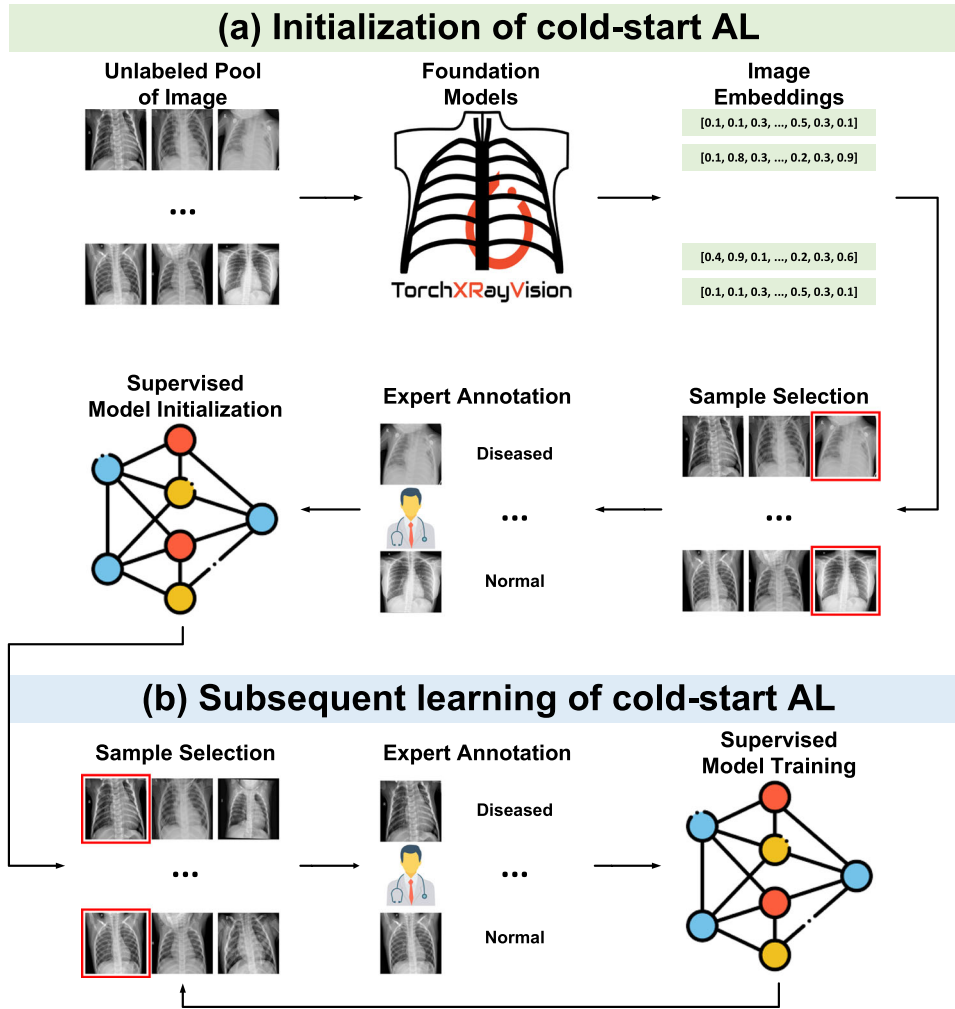 (a) Initialization of cold-start AL
Unlabeled Pool
of Image
Foundation
Models
Image
Embeddings
[0.1, 0.1, 0.3, ..., 0.5, 0.3, 0.1]
[0.1, 0.8, 0.3, ..., 0.2, 0.3, 0.9]
...
[0.4, 0.9, 0.1, ..., 0.2, 0.3, 0.6]
[0.1, 0.1, 0.3, ..., 0.5, 0.3, 0.1]
TorchXRayVision
Supervised
Model Initialization
Expert Annotation
Sample Selection
Diseased
...
...
Normal
(b) Subsequent learning of cold-start AL
Sample Selection
Expert Annotation
Supervised
Model Training
Diseased
...
...
Normal